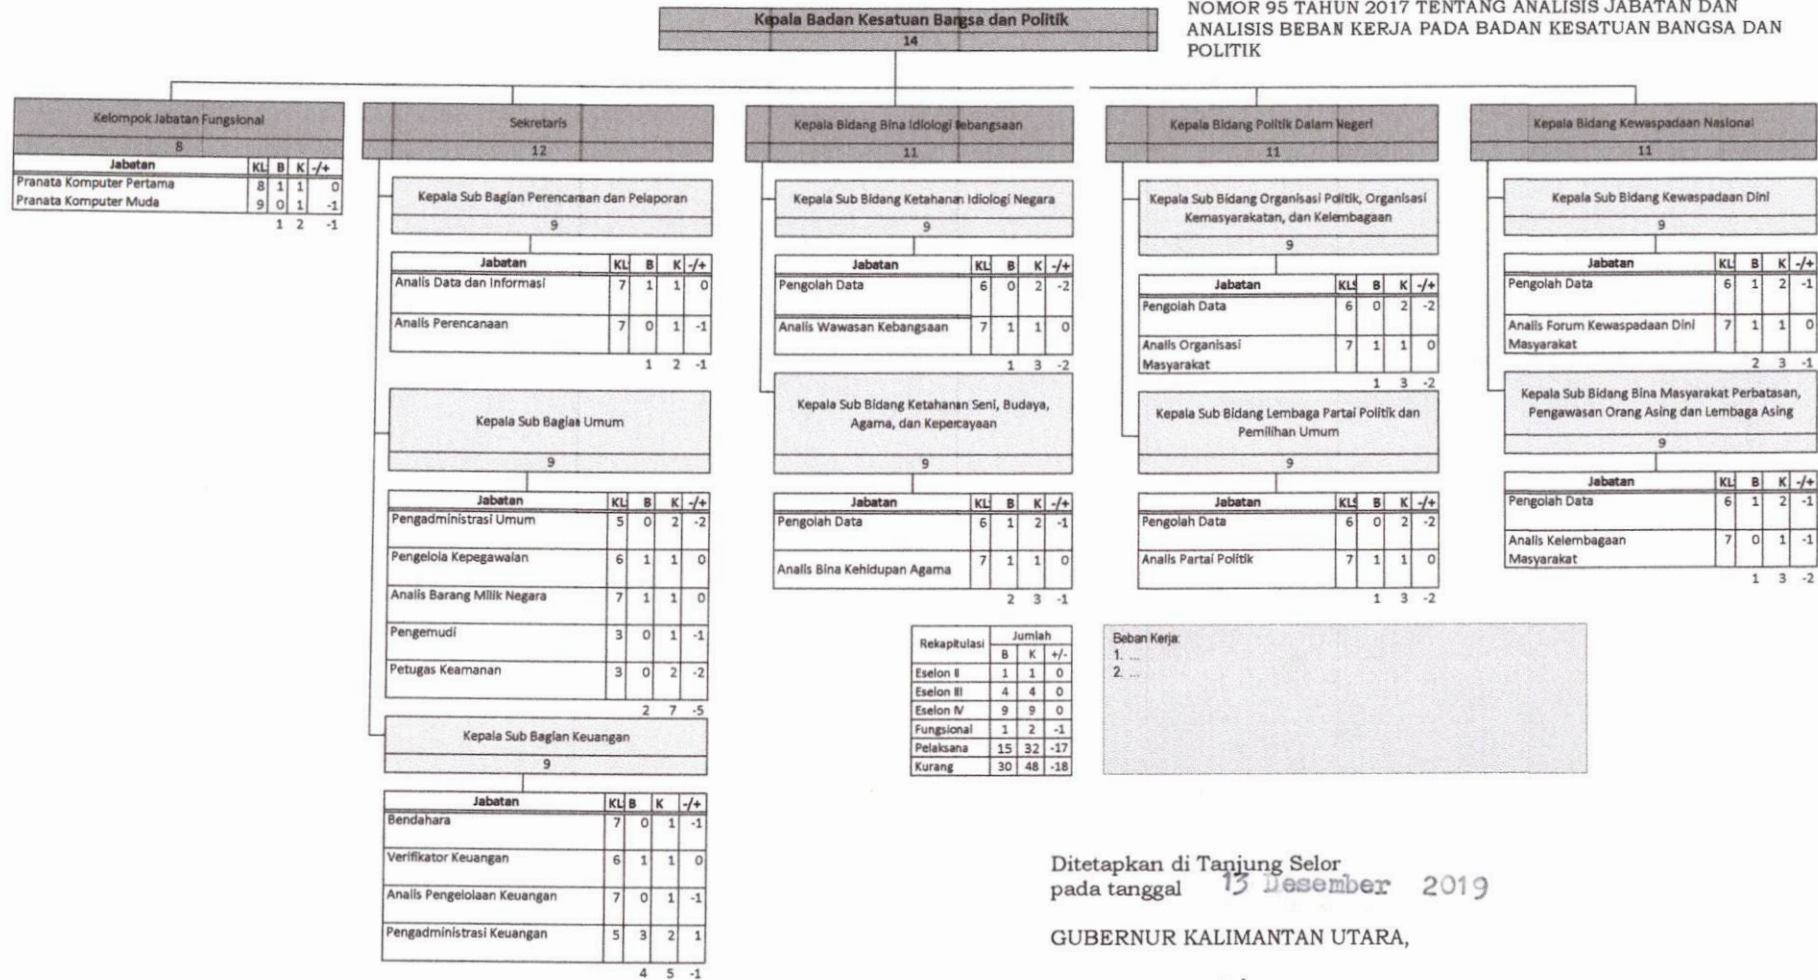 NOMOR 95 TAHUN 2017 TENTANG ANALISIS JABATAN DAN
ANALISIS BEBAN KERJA PADA BADAN KESATUAN BANGSA DAN
POLITIK
Kepala Badan Kesatuan Bangsa dan Politik
14
Kelompok Jabatan Fungsional
8
Jabatan KL B K -/+
Pranata Komputer Pertama 8 1 1 0
Pranata Komputer Muda 9 0 1 -1
1 2 -1
Sekretaris
12
Kepala Sub Bagian Perencanaan dan Pelaporan
9
Jabatan KL B K -/+
Analis Data dan Informasi 7 1 1 0
Analis Perencanaan 7 0 1 -1
1 2 -1
Kepala Sub Bagian Umum
9
Jabatan KL B K -/+
Pengadministrasi Umum 5 0 2 -2
Pengelola Kepegawaian 6 1 1 0
Analis Barang Milik Negara 7 1 1 0
Pengemudi 3 0 1 -1
Petugas Keamanan 3 0 2 -2
2 7 -5
Kepala Sub Bagian Keuangan
9
Jabatan KL B K -/+
Bendahara 7 0 1 -1
Verifikator Keuangan 6 1 1 0
Analis Pengelolaan Keuangan 7 0 1 -1
Pengadministrasi Keuangan 5 3 2 1
4 5 -1
Kepala Bidang Bina Idiologi Kebangsaan
11
Kepala Sub Bidang Ketahanan Idiologi Negara
9
Jabatan KL B K -/+
Pengolah Data 6 0 2 -2
Analis Wawasan Kebangsaan 7 1 1 0
1 3 -2
Kepala Sub Bidang Ketahanan Seni, Budaya,
Agama, dan Kepercayaan
9
Jabatan KL B K -/+
Pengolah Data 6 1 2 -1
Analis Bina Kehidupan Agama 7 1 1 0
2 3 -1
Kepala Bidang Politik Dalam Negeri
11
Kepala Sub Bidang Organisasi Politik, Organisasi
Kemasyarakatan, dan Kelembagaan
9
Jabatan KLS B K -/+
Pengolah Data 6 0 2 -2
Analis Organisasi 7 1 1 0
Masyarakat
1 3 -2
Kepala Sub Bidang Lembaga Partai Politik dan
Pemilihan Umum
9
Jabatan KLS B K -/+
Pengolah Data 6 0 2 -2
Analis Partai Politik 7 1 1 0
1 3 -2
Kepala Bidang Kewaspadaan Nasional
11
Kepala Sub Bidang Kewaspadaan Dini
9
Jabatan KL B K -/+
Pengolah Data 6 1 2 -1
Analis Forum Kewaspadaan Dini 7 1 1 0
Masyarakat
2 3 -1
Kepala Sub Bidang Bina Masyarakat Perbatasan,
Pengawasan Orang Asing dan Lembaga Asing
9
Jabatan KL B K -/+
Pengolah Data 6 1 2 -1
Analis Kelembagaan 7 0 1 -1
Masyarakat
1 3 -2
Rekapitulasi Jumlah
B K +/-
Eselon II 1 1 0
Eselon III 4 4 0
Eselon IV 9 9 0
Fungsional 1 2 -1
Pelaksana 15 32 -17
Kurang 30 48 -18
Beban Kerja:
1. ...
2. ...
Ditetapkan di Tanjung Selor
pada tanggal 13 Desember 2019
GUBERNUR KALIMANTAN UTARA,